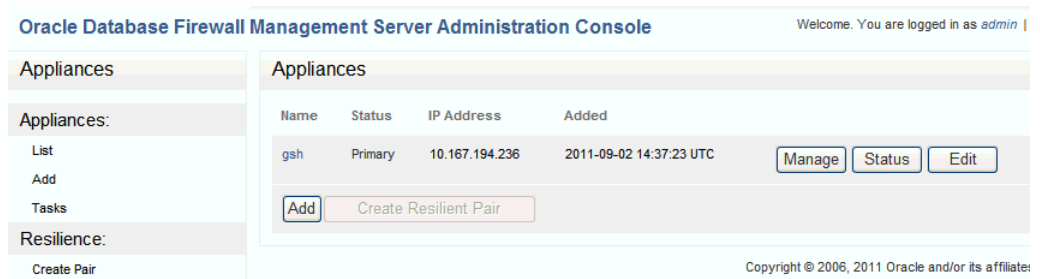 Oracle Database Firewall Management Server Administration Console
Welcome. You are logged in as admin |
Appliances
Appliances:
List
Add
Tasks
Resilience:
Create Pair
Appliances
Name Status IP Address Added
gsh Primary 10.167.194.236 2011-09-02 14:37:23 UTC Manage Status Edit
Add Create Resilient Pair
Copyright © 2006, 2011 Oracle and/or its affiliates